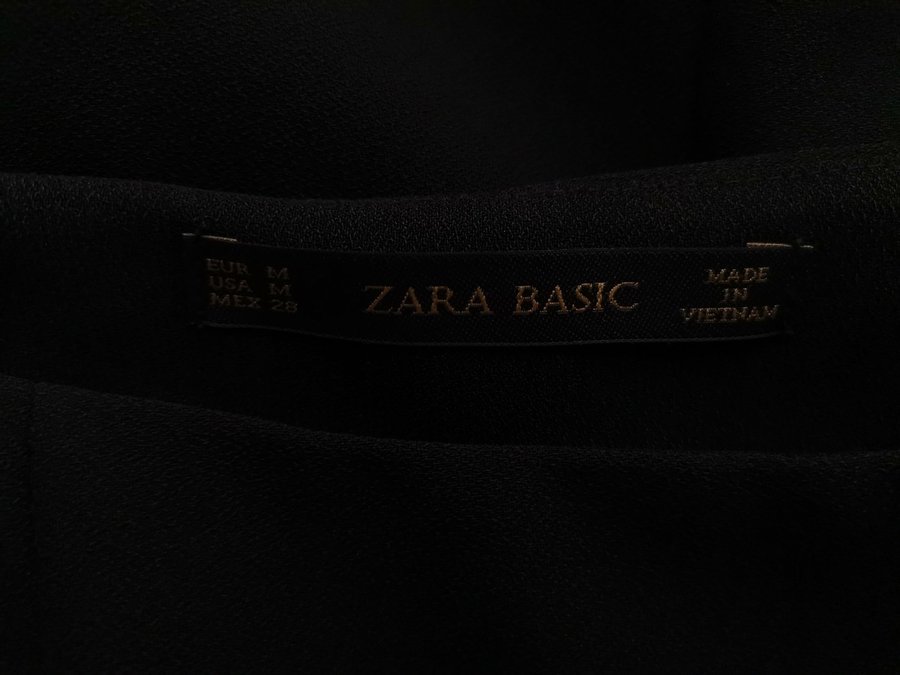 EUR M
USA M
MEX 28
ZARA BASIC
MADE
IN
VIETNAM